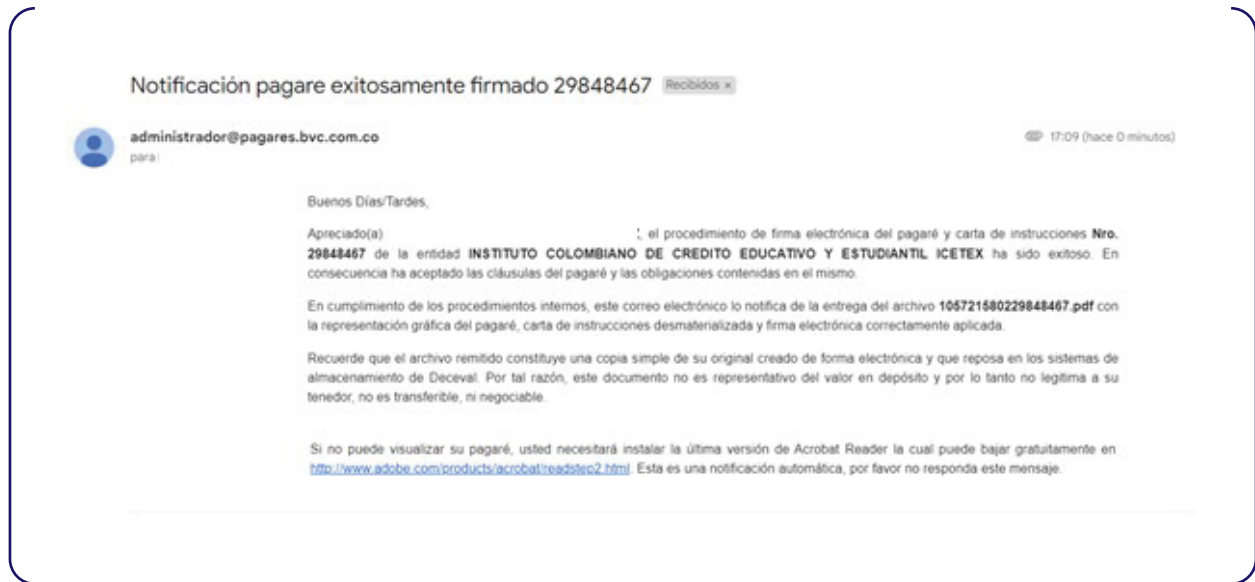 Notificación pagare exitosamente firmado 29848467 Recibidos x
administrador@pagares.bvc.com.co 17:09 (hace 0 minutos)
para:
Buenos Días/Tardes,
Apreciado(a) , el procedimiento de firma electrónica del pagaré y carta de instrucciones Nro.
29848467 de la entidad INSTITUTO COLOMBIANO DE CREDITO EDUCATIVO Y ESTUDIANTIL ICETEX ha sido exitoso. En
consecuencia ha aceptado las cláusulas del pagaré y las obligaciones contenidas en el mismo.
En cumplimiento de los procedimientos internos, este correo electrónico lo notifica de la entrega del archivo 105721580229848467.pdf con
la representación gráfica del pagaré, carta de instrucciones desmaterializada y firma electrónica correctamente aplicada.
Recuerde que el archivo remitido constituye una copia simple de su original creado de forma electrónica y que reposa en los sistemas de
almacenamiento de Deceval. Por tal razón, este documento no es representativo del valor en depósito y por lo tanto no legitima a su
tenedor, no es transferible, ni negociable.
Si no puede visualizar su pagaré, usted necesitará instalar la última versión de Acrobat Reader la cual puede bajar gratuitamente en
http://www.adobe.com/products/acrobat/readstep2.html. Esta es una notificación automática, por favor no responda este mensaje.